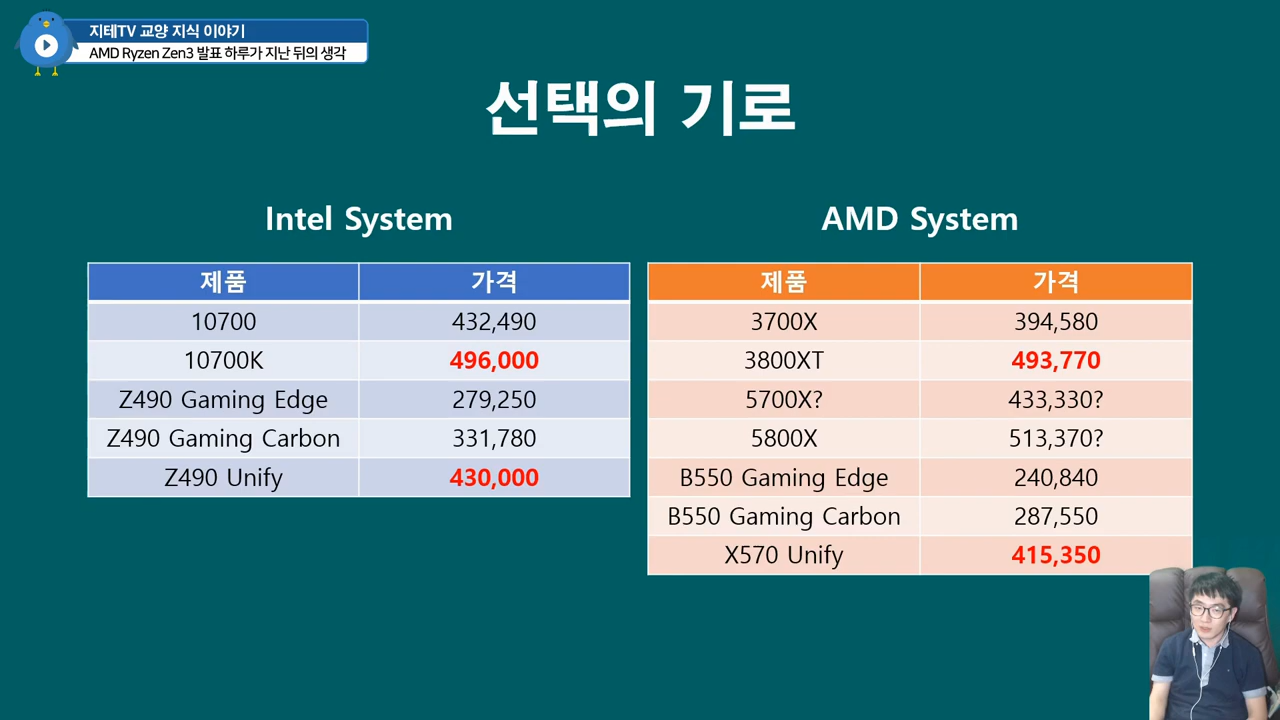 지테TV 교양 지식 이야기
AMD Ryzen Zen3 발표 하루가 지난 뒤의 생각
선택의 기로
Intel System
제품 가격
10700 432,490
10700K 496,000
Z490 Gaming Edge 279,250
Z490 Gaming Carbon 331,780
Z490 Unify 430,000
AMD System
제품 가격
3700X 394,580
3800XT 493,770
5700X? 433,330?
5800X 513,370?
B550 Gaming Edge 240,840
B550 Gaming Carbon 287,550
X570 Unify 415,350